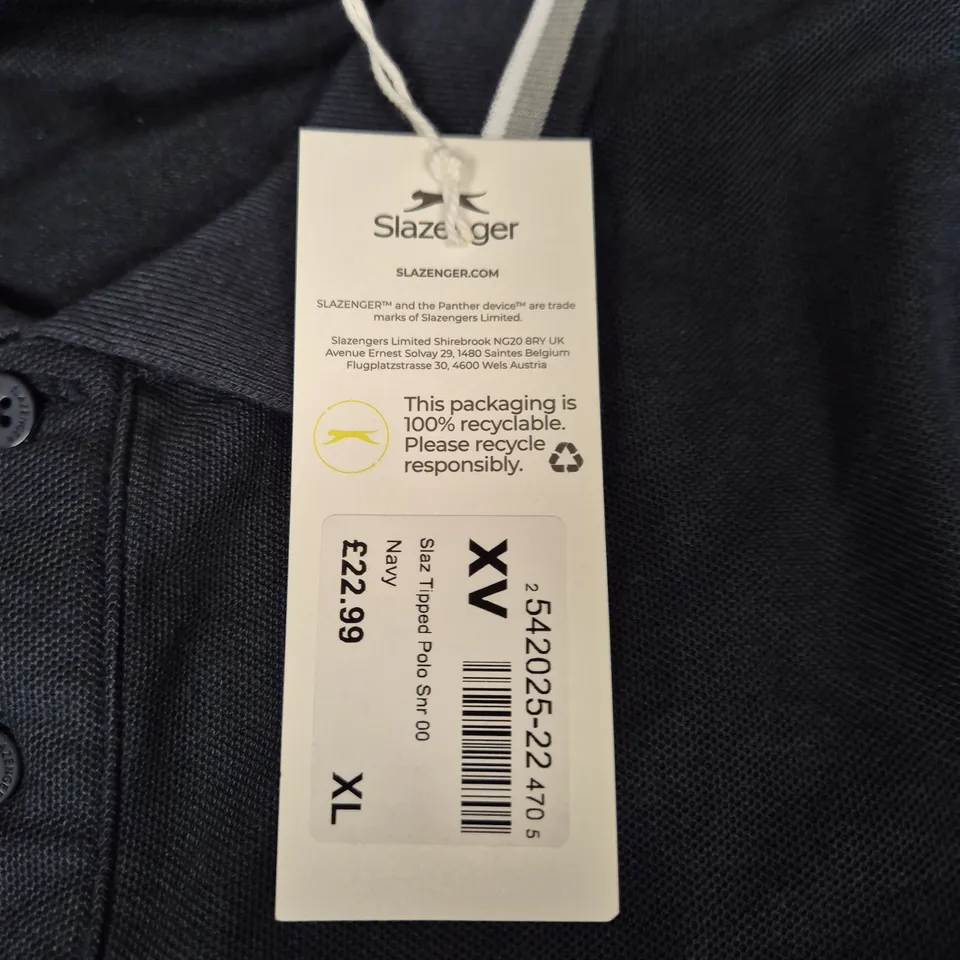 Slazenger
SLAZENGER.COM
SLAZENGER™ and the Panther device™ are trade
marks of Slazengers Limited.
Slazengers Limited Shirebrook NG20 8RY UK
Avenue Ernest Solvay 29, 1480 Saintes Belgium
Flugplatzstrasse 30, 4600 Wels Austria
This packaging is
100% recyclable.
Please recycle
responsibly.
2 542025-22 470 5
XV
Slaz Tipped Polo Snr 00
Navy
£22.99 XL